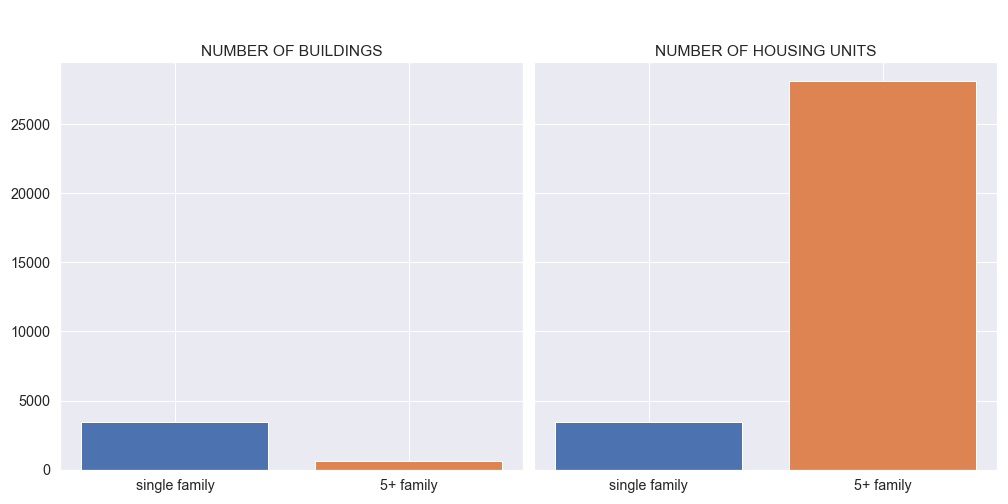 NUMBER OF BUILDINGS
NUMBER OF HOUSING UNITS
25000
20000
15000
10000
5000
0
single family
5+ family
single family
5+ family